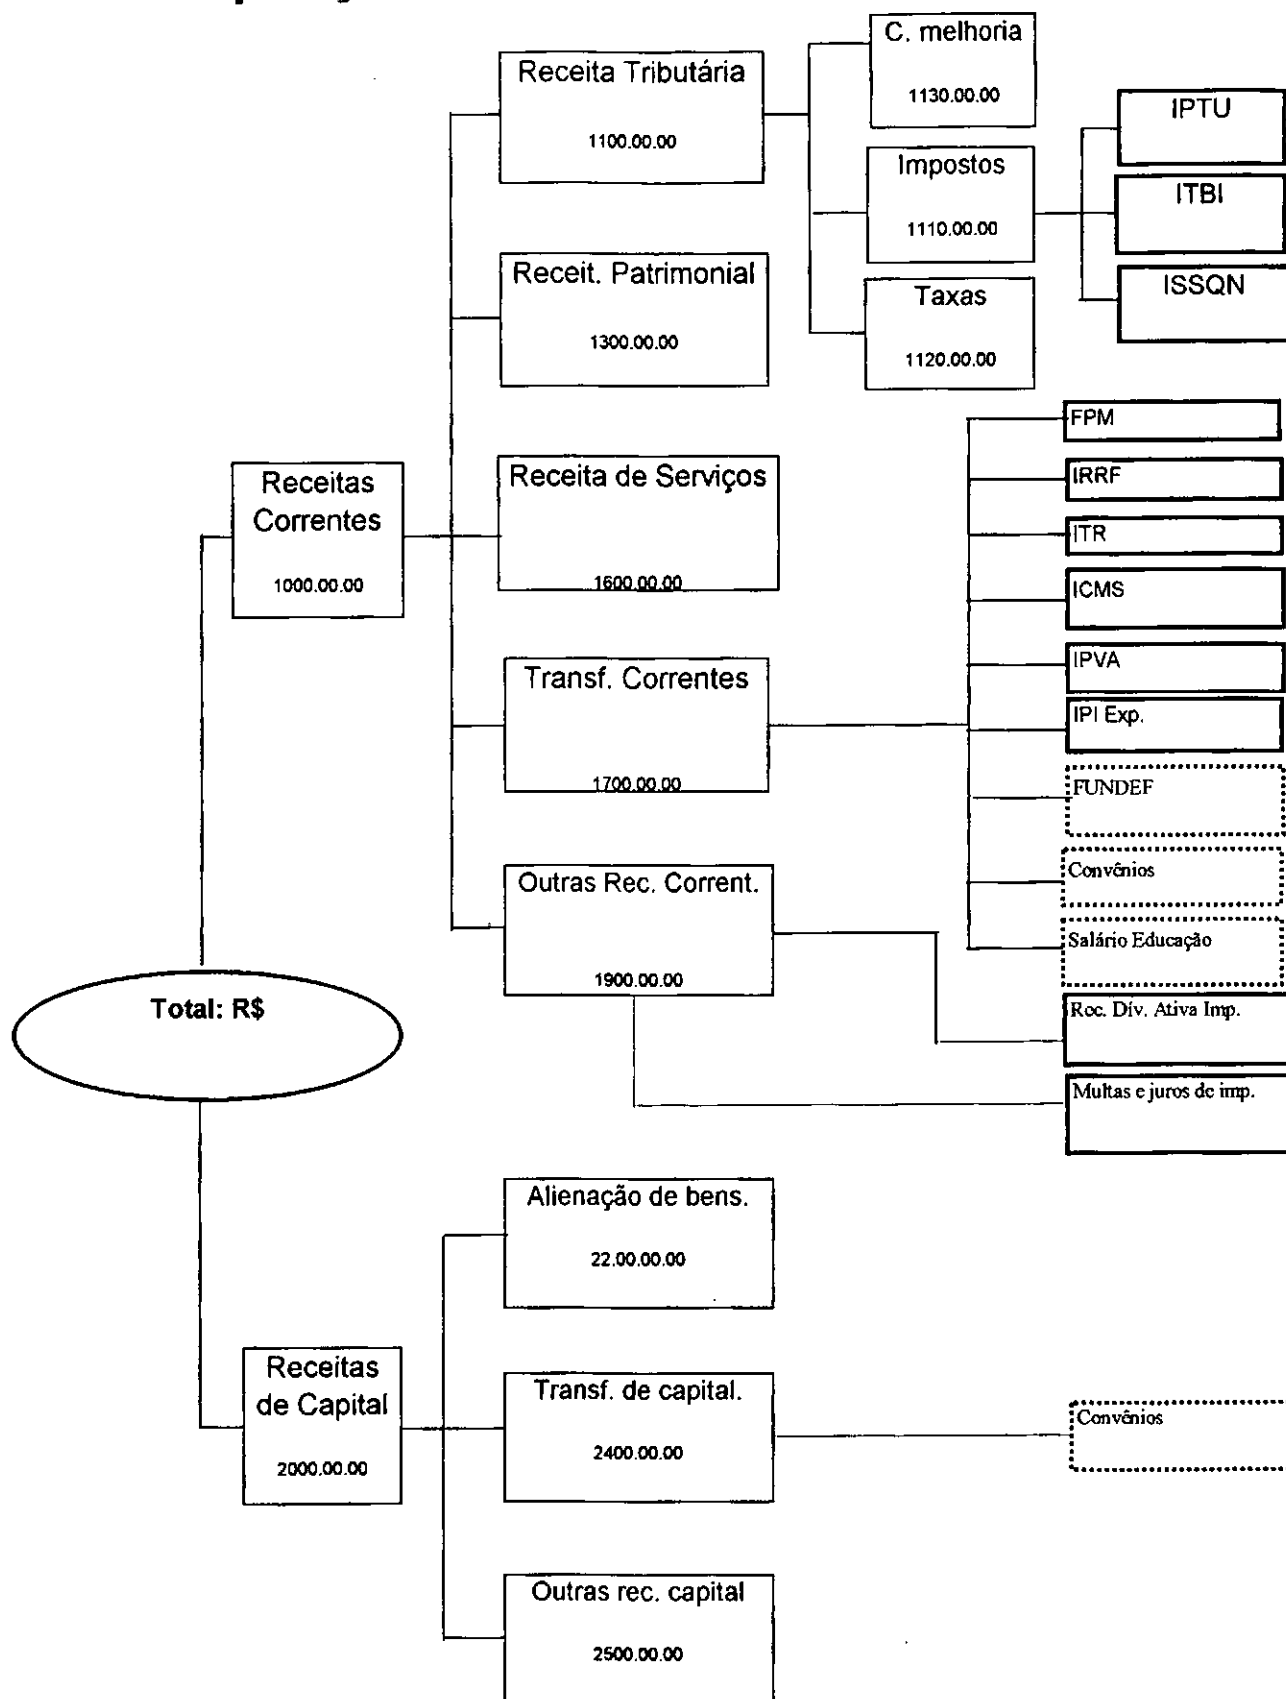 C. melhoria
1130.00.00
Receita Tributária
1100.00.00
Impostos
1110.00.00
Taxas
1120.00.00
IPTU
ITBI
ISSQN
Receit. Patrimonial
1300.00.00
Receitas
Correntes
1000.00.00
Receita de Serviços
1600.00.00
Transf. Correntes
1700.00.00
FPM
IRRF
ITR
ICMS
IPVA
IPI Exp.
FUNDEF
Convênios
Salário Educação
Outras Rec. Corrent.
1900.00.00
Rec. Dív. Ativa Imp.
Multas e juros de imp.
Total: R$
Alienação de bens.
22.00.00.00
Receitas
de Capital
2000.00.00
Transf. de capital.
2400.00.00
Convênios
Outras rec. capital
2500.00.00